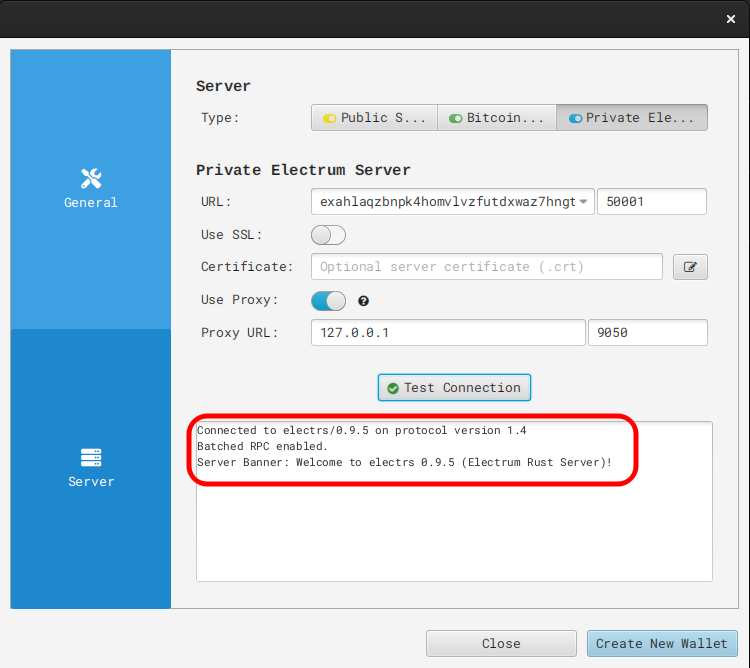 ×
General
Server
Server
Type:
Public S...
Bitcoin...
Private Ele...
Private Electrum Server
URL:
exahlaqzbnpk4homvlvzfutdxwaz7hngt
50001
Use SSL:
Certificate:
Optional server certificate (.crt)
Use Proxy:
?
Proxy URL:
127.0.0.1
9050
Test Connection
Connected to electrs/0.9.5 on protocol version 1.4
Batched RPC enabled.
Server Banner: Welcome to electrs 0.9.5 (Electrum Rust Server)!
Close
Create New Wallet